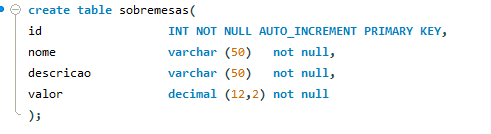 create table sobremesas(
id INT NOT NULL AUTO_INCREMENT PRIMARY KEY,
nome varchar (50) not null,
descricao varchar (50) not null,
valor decimal (12,2) not null
);